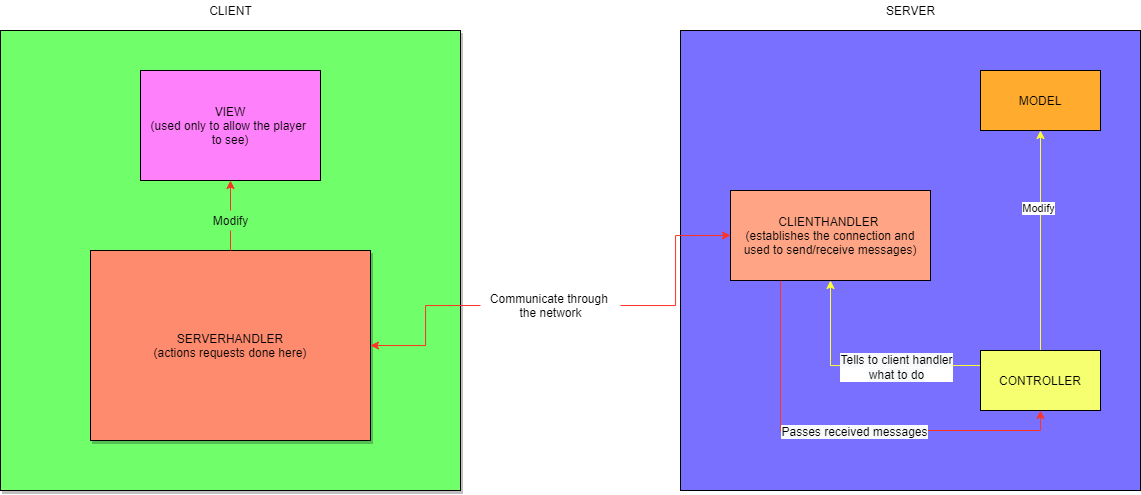 CLIENT
SERVER
VIEW
(used only to allow the player
to see)
MODEL
Modify
Modify
CLIENTHANDLER
(establishes the connection and
used to send/receive messages)
Communicate through
the network
SERVERHANDLER
(actions requests done here)
Tells to client handler
what to do
CONTROLLER
Passes received messages